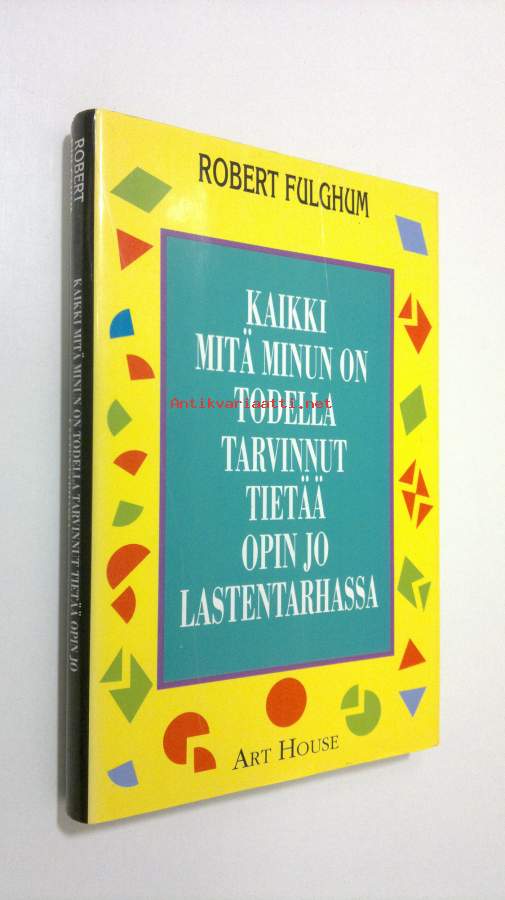 ROBERT FULGHUM
KAIKKI
MITÄ MINUN ON
TODELLA
Antikvariaatti.net
TARVINNUT
TIETÄÄ
OPIN JO
LASTENTARHASSA
ART HOUSE
ROBERT
KAIKKI MITÄ MINUN ON TODELLA TARVINNUT TIETÄÄ OPIN JO